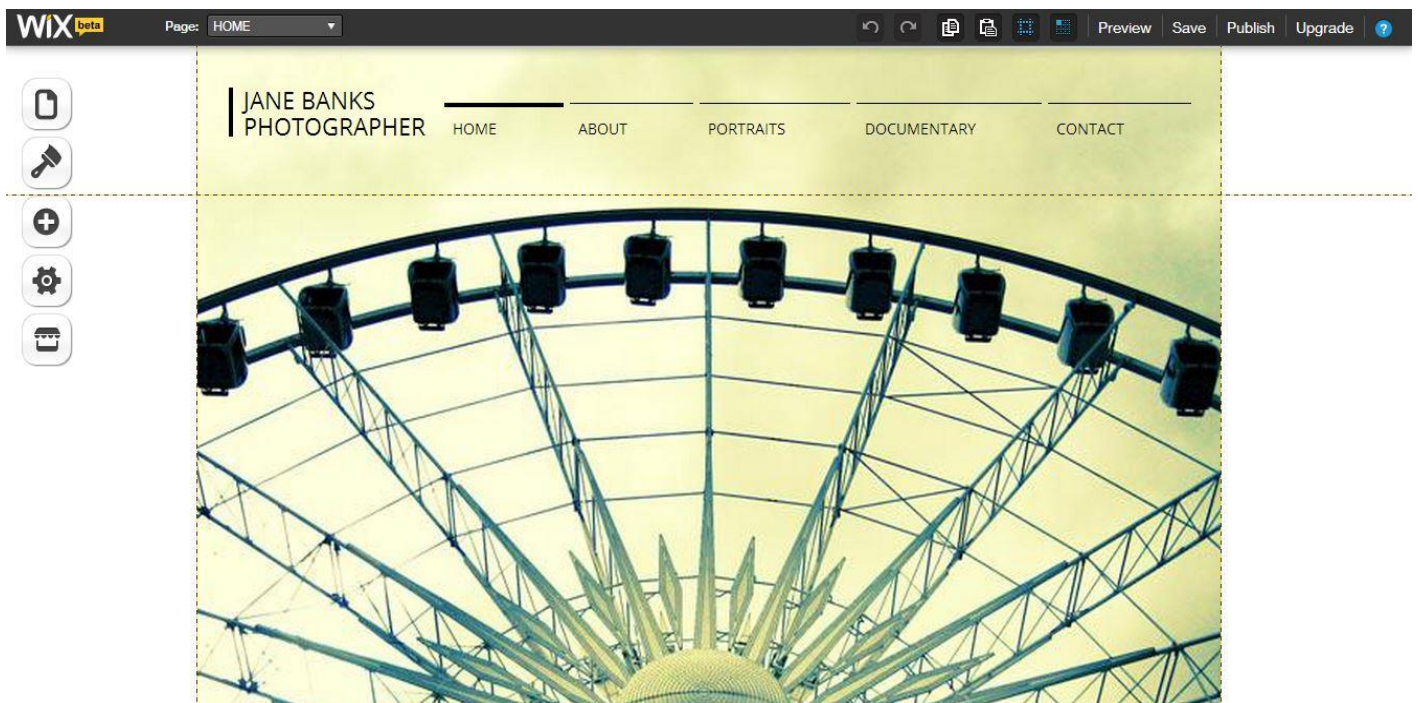 WiX beta Page: HOME Preview Save Publish Upgrade ?
JANE BANKS
PHOTOGRAPHER
HOME ABOUT PORTRAITS DOCUMENTARY CONTACT